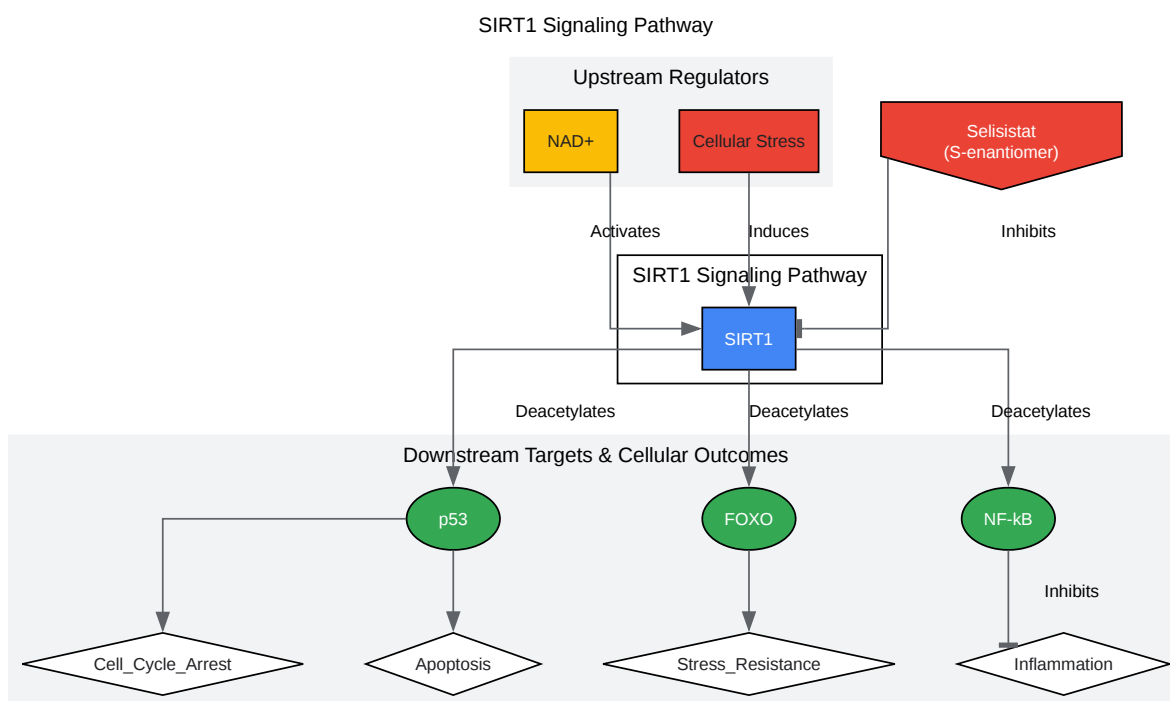 SIRT1 Signaling Pathway
Upstream Regulators
NAD+
Cellular Stress
Selisistat
(S-enantiomer)
Activates
Induces
Inhibits
SIRT1 Signaling Pathway
SIRT1
Deacetylates
Deacetylates
Deacetylates
Downstream Targets & Cellular Outcomes
p53
FOXO
NF-kB
Inhibits
Cell_Cycle_Arrest
Apoptosis
Stress_Resistance
Inflammation